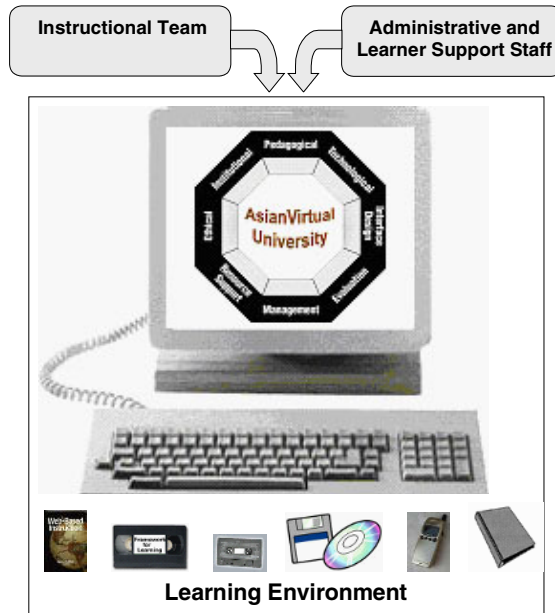 Instructional Team
Administrative and
Learner Support Staff
Pedagogical
Technological
Interface
Design
Evaluation
Management
Resource
Support
Ethical
Institutional
AsianVirtual
University
Web-Based
Instruction
Framework
for
Learning
Learning Environment